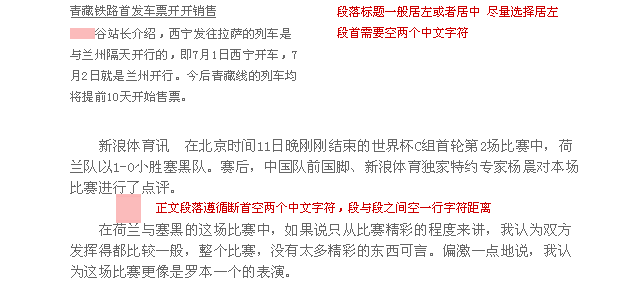 青藏铁路首发车票开开销售
段落标题一般居左或者居中 尽量选择居左
谷站长介绍，西宁发往拉萨的列车是
段首需要空两个中文字符
与兰州隔天开行的，即7月1日西宁开车，7
月2日就是兰州开行。今后青藏线的列车均
将提前10天开始售票。
新浪体育讯　在北京时间11日晚刚刚结束的世界杯C组首轮第2场比赛中，荷
兰队以1-0小胜塞黑队。赛后，中国队前国脚、新浪体育独家特约专家杨晨对本场
比赛进行了点评。
正文段落遵循断首空两个中文字符，段与段之间空一行字符距离
在荷兰与塞黑的这场比赛中，如果说只从比赛精彩的程度来讲，我认为双方
发挥得都比较一般，整个比赛，没有太多精彩的东西可言。偏激一点地说，我认
为这场比赛更像是罗本一个的表演。